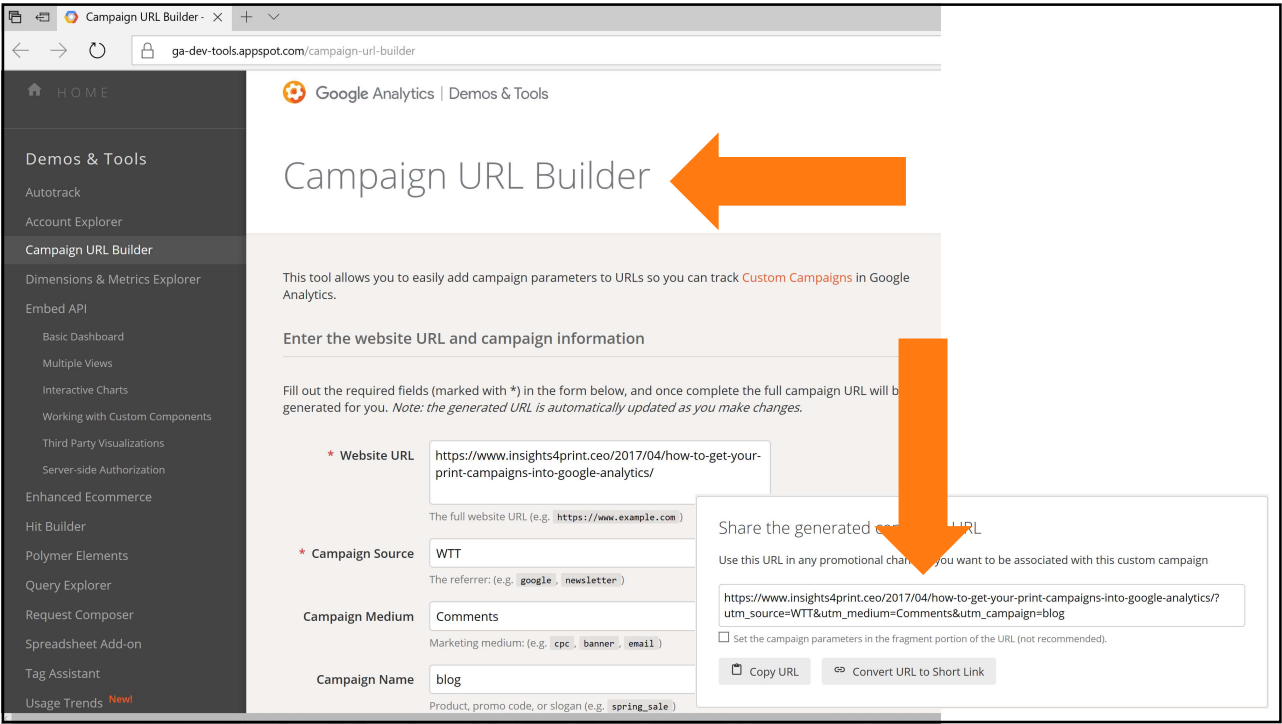 Campaign URL Builder -
ga-dev-tools.appspot.com/campaign-url-builder
HOME
Demos & Tools
Autotrack
Account Explorer
Campaign URL Builder
Dimensions & Metrics Explorer
Embed API
Basic Dashboard
Multiple Views
Interactive Charts
Working with Custom Components
Third Party Visualizations
Server-side Authorization
Enhanced Ecommerce
Hit Builder
Polymer Elements
Query Explorer
Request Composer
Spreadsheet Add-on
Tag Assistant
Usage Trends New!
Google Analytics | Demos & Tools
Campaign URL Builder
This tool allows you to easily add campaign parameters to URLs so you can track Custom Campaigns in Google
Analytics.
Enter the website URL and campaign information
Fill out the required fields (marked with *) in the form below, and once complete the full campaign URL will b
generated for you. Note: the generated URL is automatically updated as you make changes.
* Website URL
https://www.insights4print.ceo/2017/04/how-to-get-your-
print-campaigns-into-google-analytics/
The full website URL (e.g. https://www.example.com )
* Campaign Source
WTT
The referrer: (e.g. google , newsletter )
Campaign Medium
Comments
Marketing medium: (e.g. cpc , banner , email )
Campaign Name
blog
Product, promo code, or slogan (e.g. spring_sale )
Share the generated URL
Use this URL in any promotional you want to be associated with this custom campaign
https://www.insights4print.ceo/2017/04/how-to-get-your-print-campaigns-into-google-analytics/?
utm_source=WTT&utm_medium=Comments&utm_campaign=blog
Set the campaign parameters in the fragment portion of the URL (not recommended).
Copy URL
Convert URL to Short Link